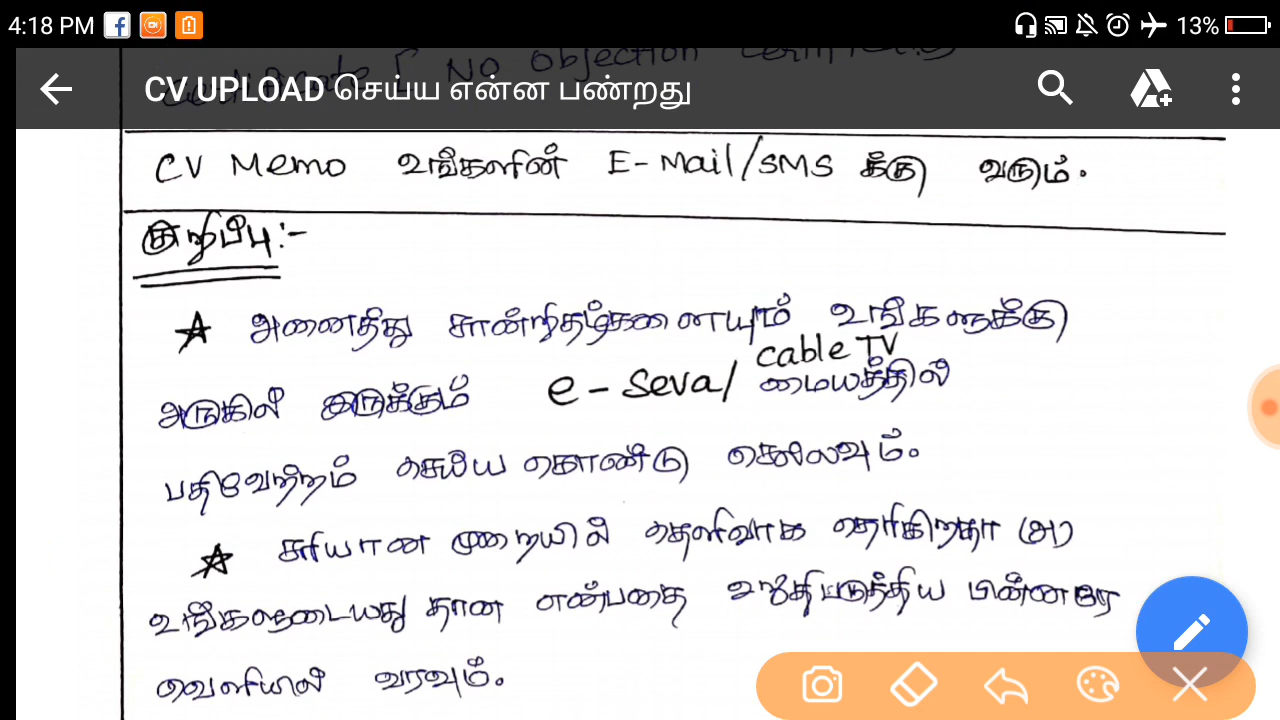 4:18 PM 13%
No Objection
CV UPLOAD செய்ய என்ன பண்றது
CV Memo உங்களின் E-Mail/SMS க்கு வரும்.
குறிப்பு:-
அனைத்து சான்றிதழ்களையும் உங்களுக்கு
cable TV
அருகில் இருக்கும் e-Seva/ மையத்தில்
பதிவேற்றம் செய்ய கொண்டு செல்லவும்.
சரியான முறையில் தெளிவாக தெரிகிறதா (அ)
உங்களுடையது தான என்பதை உறுதிபடுத்திய பின்னரே
வெளியில் வரவும்.